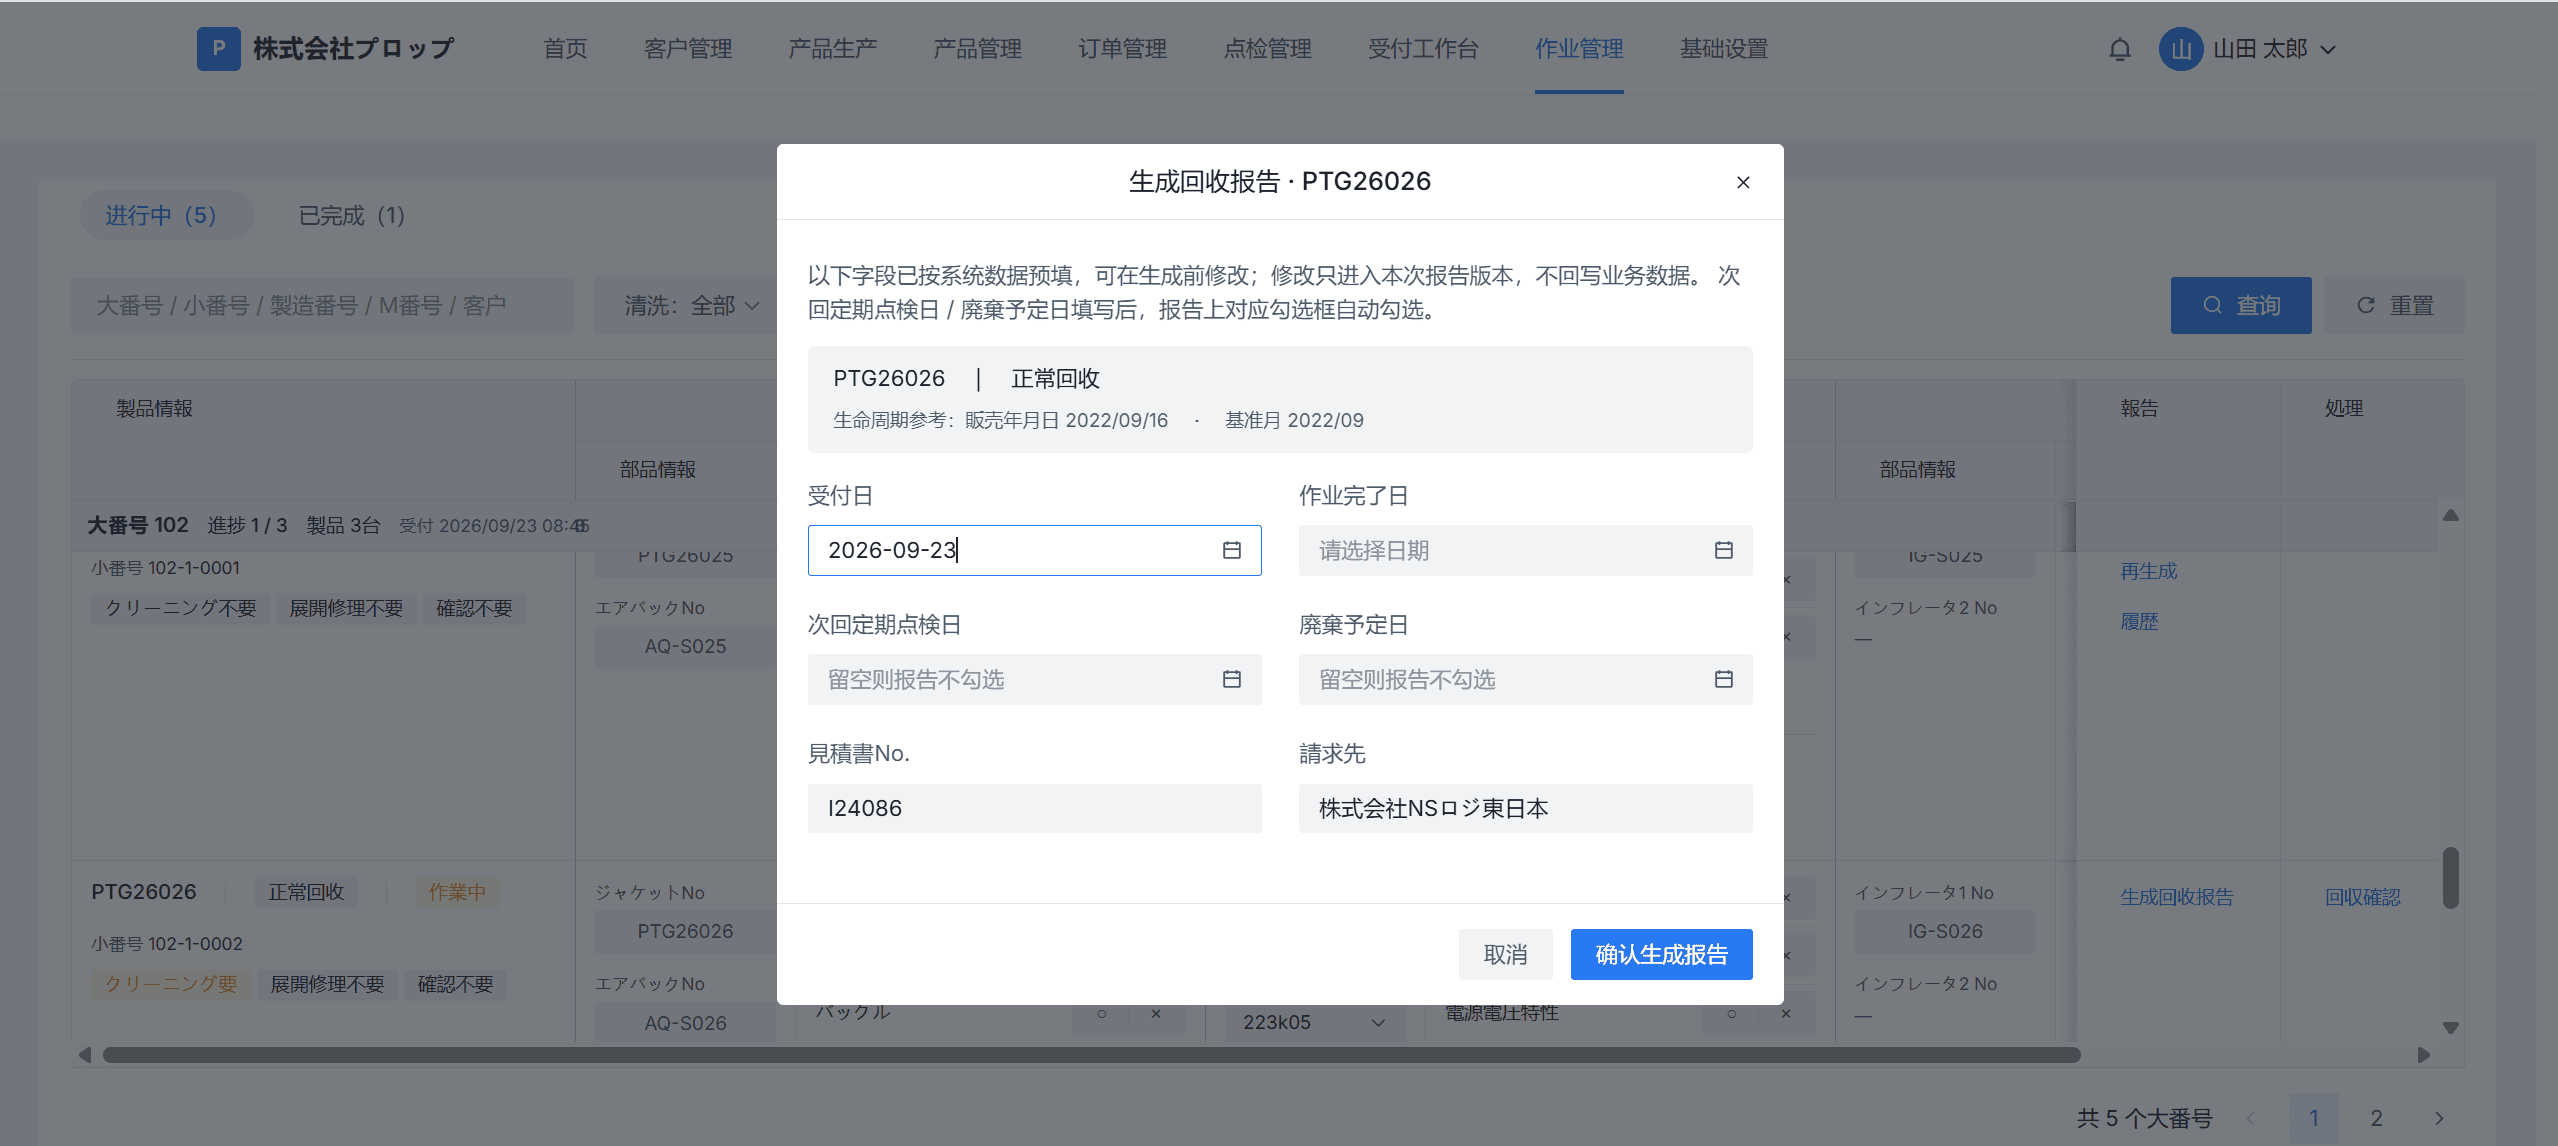 P 株式会社プロップ 首页 客户管理 产品生产 产品管理 订单管理 点检管理 受付工作台 作业管理 基础设置 山 山田 太郎
进行中（5） 已完成（1）
大番号 / 小番号 / 製造番号 / M番号 / 客户 清洗：全部 查询 重置
製品情報 報告 処理
部品情報 部品情報
大番号 102 進捗 1 / 3 製品 3台 受付 2026/09/23 08:45
PTG26025 IG-S025
小番号 102-1-0001 再生成
クリーニング不要 展開修理不要 確認不要 エアバックNo × インフレータ2 No
AQ-S025 × — 履歴
PTG26026 正常回收 作業中 ジャケットNo × インフレータ1 No 生成回收报告 回収確認
PTG26026 IG-S026
小番号 102-1-0002
クリーニング要 展開修理不要 確認不要 エアバックNo × インフレータ2 No
AQ-S026 バックル ○ × 223k05 電源電圧特性 ○ × —
共 5 个大番号 1 2
生成回收报告 · PTG26026
以下字段已按系统数据预填，可在生成前修改；修改只进入本次报告版本，不回写业务数据。 次
回定期点検日 / 廃棄予定日填写后，报告上对应勾选框自动勾选。
PTG26026 | 正常回收
生命周期参考：販売年月日 2022/09/16 · 基准月 2022/09
受付日 作业完了日
2026-09-23 请选择日期
次回定期点検日 廃棄予定日
留空则报告不勾选 留空则报告不勾选
見積書No. 請求先
I24086 株式会社NSロジ東日本
取消 确认生成报告